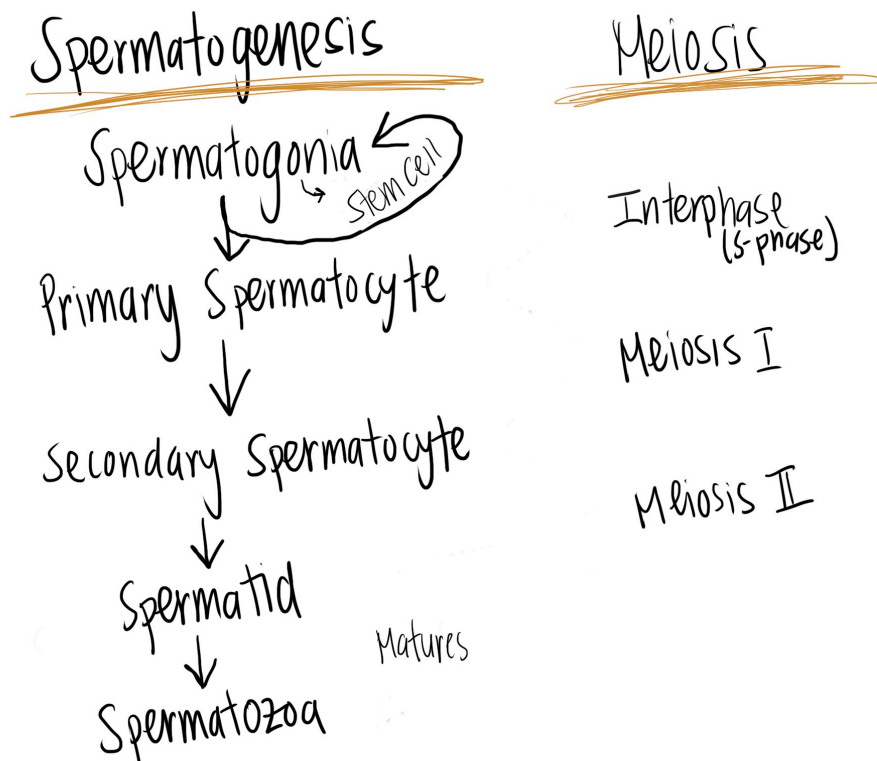 Spermatogenesis
Meiosis
Spermatogonia
stem cell
Interphase
(s-phase)
Primary Spermatocyte
Meiosis I
Secondary Spermatocyte
Meiosis II
Spermatid
Matures
Spermatozoa